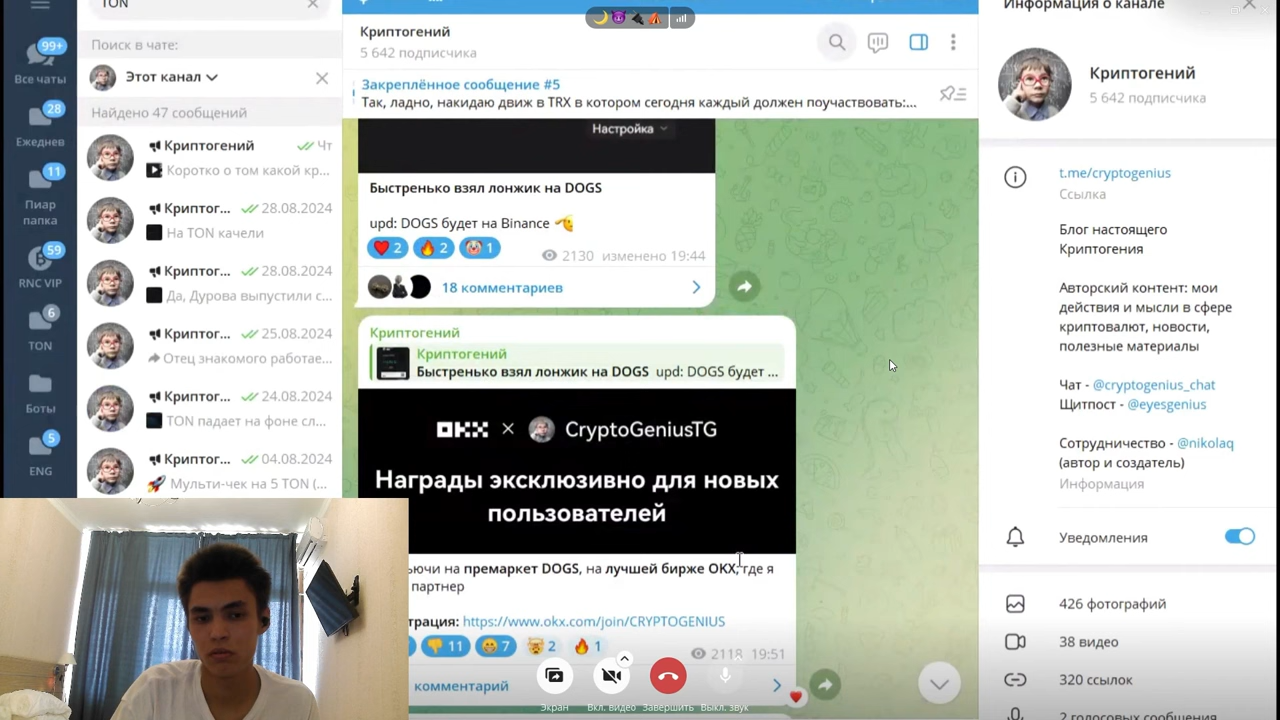 TON
Поиск в чате:
Этот канал
Найдено 47 сообщений
Криптогений Чт
Коротко о том какой кр...
Криптог... 28.08.2024
На TON качели
Криптог... 28.08.2024
Да, Дурова выпустили с...
Криптог... 25.08.2024
Отец знакомого работае...
Криптог... 24.08.2024
TON падает на фоне сл...
Криптог... 04.08.2024
Мульти-чек на 5 TON (...
99+
Все чаты
28
Ежеднев
11
Пиар
папка
59
RNC VIP
6
TON
Боты
5
ENG
Криптогений
5 642 подписчика
Закреплённое сообщение #5
Так, ладно, накидаю движ в TRX в котором сегодня каждый должен поучаствовать:...
Настройка
Быстренько взял лонжик на DOGS
upd: DOGS будет на Binance
2 2 1 2130 изменено 19:44
18 комментариев
Криптогений
Криптогений
Быстренько взял лонжик на DOGS upd: DOGS будет ...
OKX × CryptoGeniusTG
Награды эксклюзивно для новых
пользователей
на премаркет DOGS, на лучшей бирже OKX, где я
партнер
https://www.okx.com/join/CRYPTOGENIUS
11 7 2 1 2118 19:51
комментарий
Экран Вкл. видео Завершить Выкл. звук
Информация о канале
Криптогений
5 642 подписчика
t.me/cryptogenius
Ссылка
Блог настоящего
Криптогения
Авторский контент: мои
действия и мысли в сфере
криптовалют, новости,
полезные материалы
Чат - @cryptogenius_chat
Щитпост - @eyesgenius
Сотрудничество - @nikolaq
(автор и создатель)
Информация
Уведомления
426 фотографий
38 видео
320 ссылок
2 голосовых сообщения